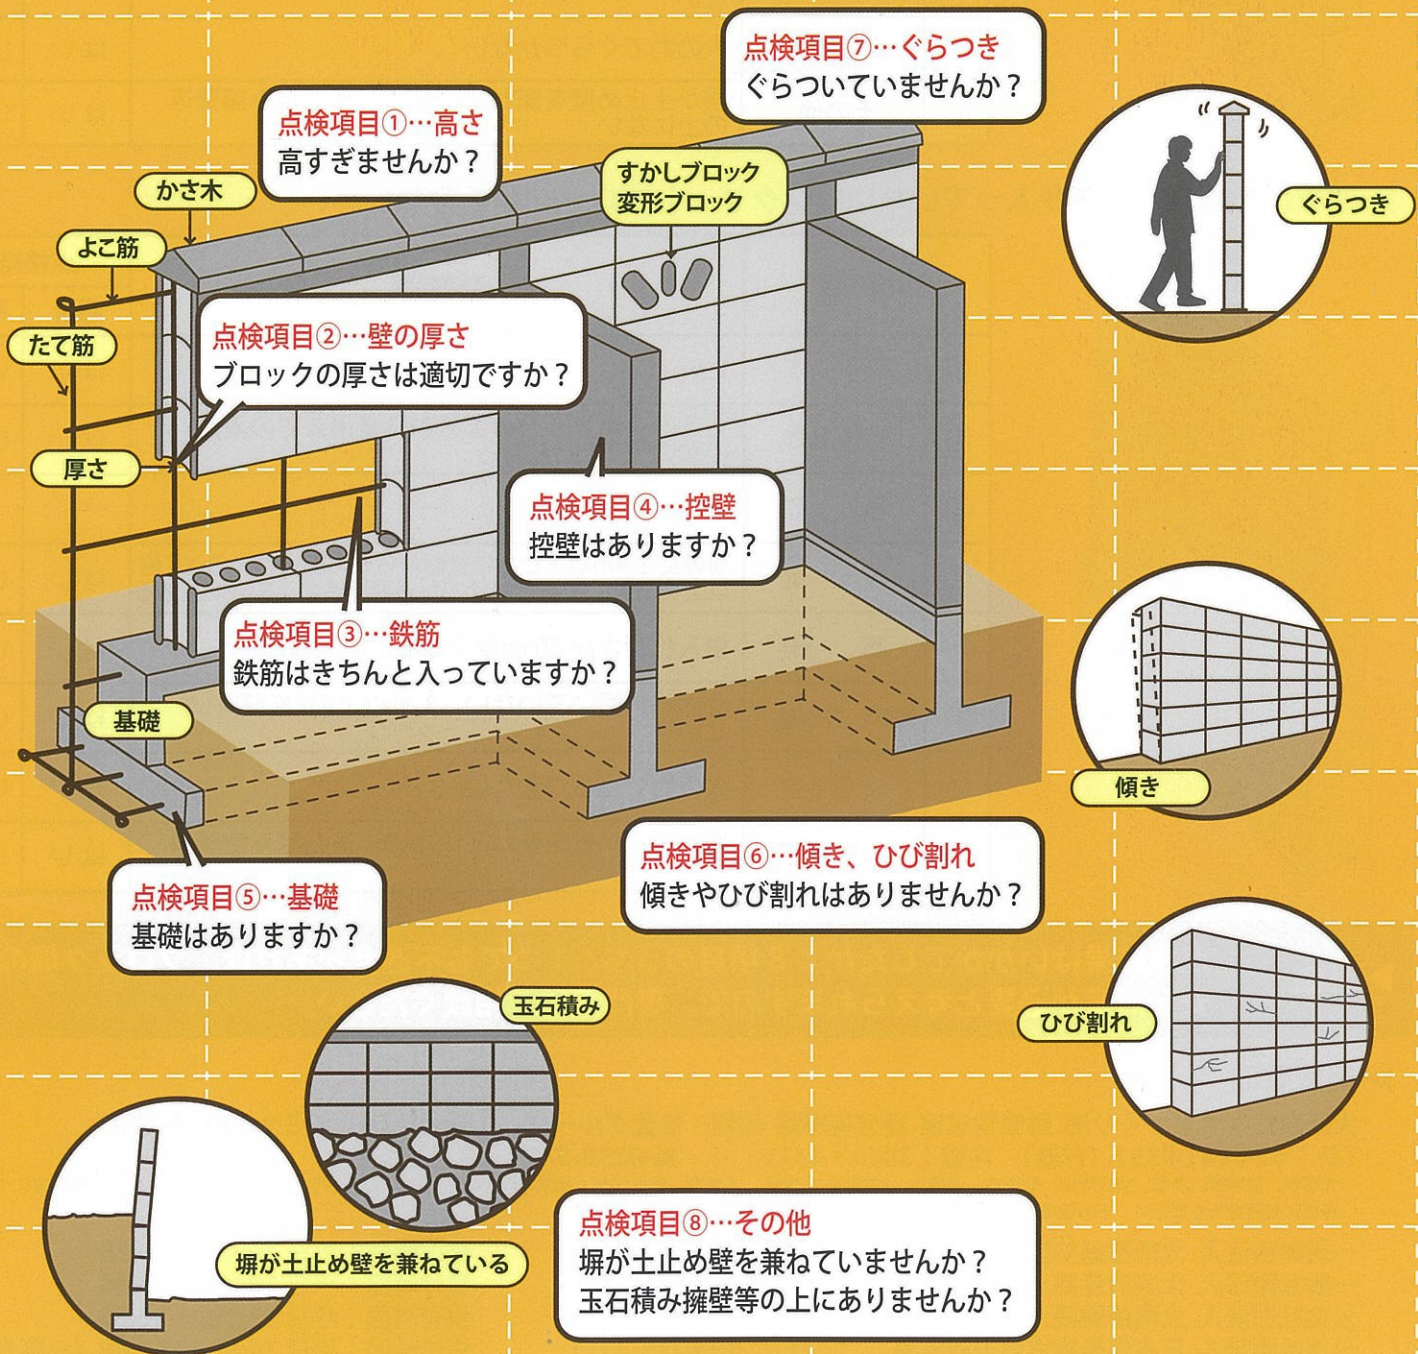 点検項目⑦…ぐらつき
ぐらついていませんか？
点検項目①…高さ
高すぎませんか？
すかしブロック
変形ブロック
かさ木
ぐらつき
よこ筋
たて筋
点検項目②…壁の厚さ
ブロックの厚さは適切ですか？
厚さ
点検項目④…控壁
控壁はありますか？
点検項目③…鉄筋
鉄筋はきちんと入っていますか？
基礎
傾き
点検項目⑥…傾き、ひび割れ
傾きやひび割れはありませんか？
点検項目⑤…基礎
基礎はありますか？
玉石積み
ひび割れ
塀が土止め壁を兼ねている
点検項目⑧…その他
塀が土止め壁を兼ねていませんか？
玉石積み擁壁等の上にありませんか？